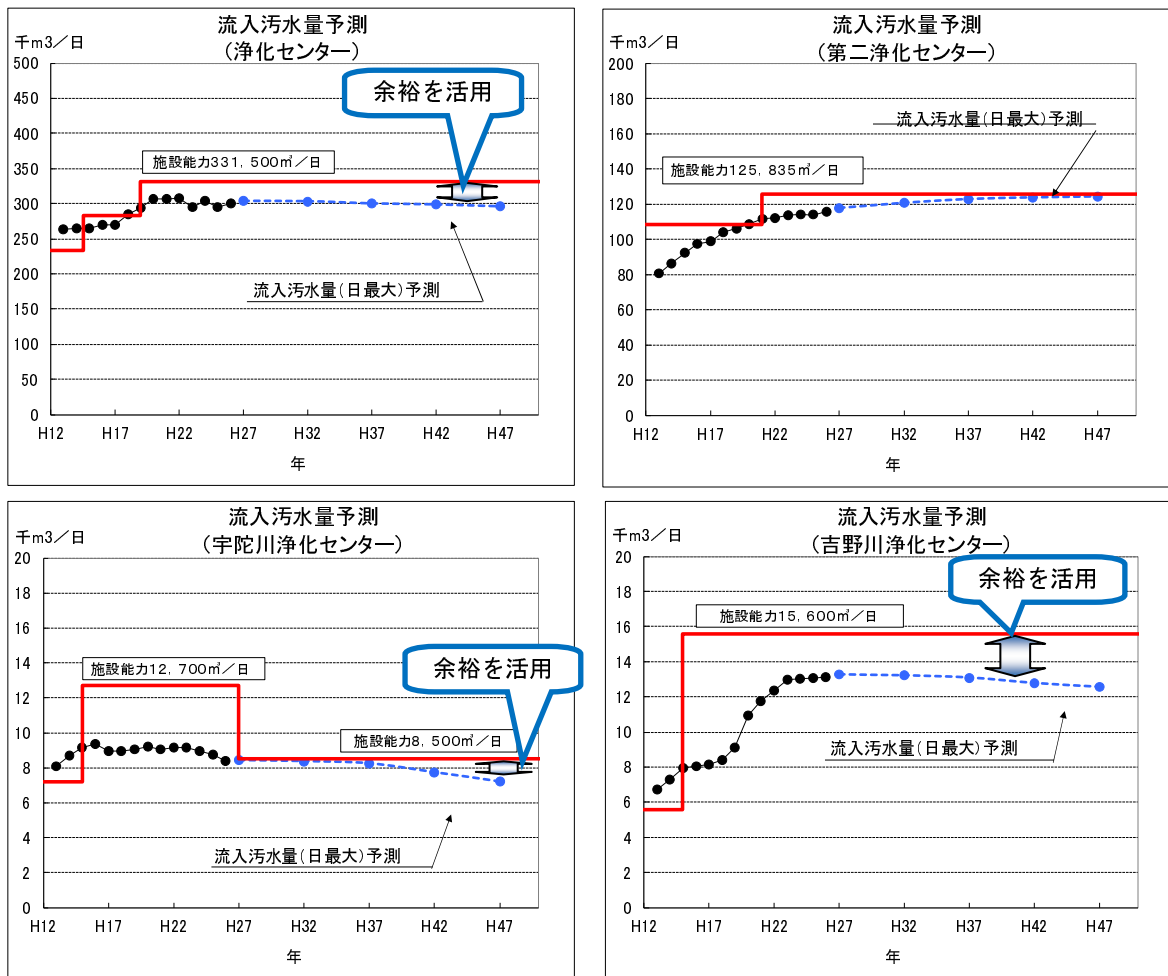 流入汚水量予測
(浄化センター)
千m3／日
500
450
400
350
300
250
200
150
100
50
0
余裕を活用
施設能力331，500㎥／日
流入汚水量(日最大)予測
H12 H17 H22 H27 H32 H37 H42 H47
年
流入汚水量予測
(第二浄化センター)
千m3／日
200
180
160
140
120
100
80
60
40
20
0
流入汚水量(日最大)予測
施設能力125，835㎥／日
H12 H17 H22 H27 H32 H37 H42 H47
年
流入汚水量予測
(宇陀川浄化センター)
千m3／日
20
18
16
14
12
10
8
6
4
2
0
施設能力12，700㎥／日
余裕を活用
施設能力8，500㎥／日
流入汚水量(日最大)予測
H12 H17 H22 H27 H32 H37 H42 H47
年
流入汚水量予測
(吉野川浄化センター)
千m3／日
20
18
16
14
12
10
8
6
4
2
0
余裕を活用
施設能力15，600㎥／日
流入汚水量(日最大)予測
H12 H17 H22 H27 H32 H37 H42 H47
年